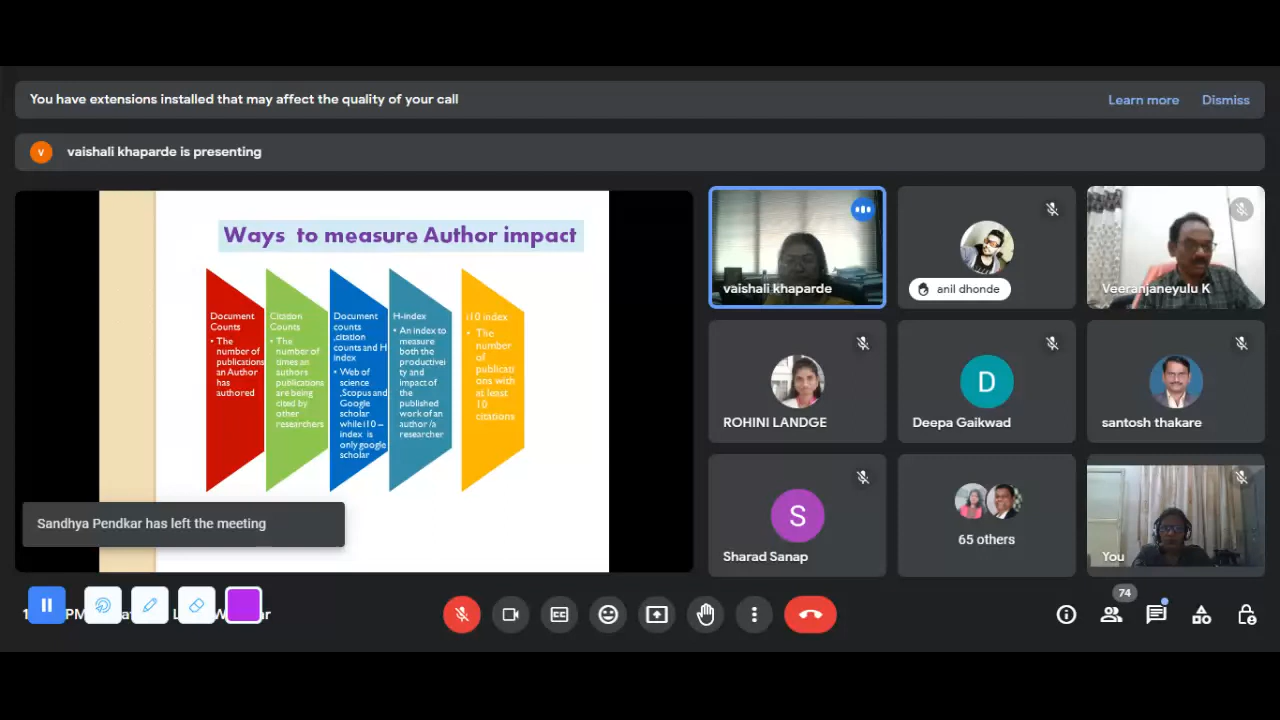 You have extensions installed that may affect the quality of your call
Learn more
Dismiss
v
vaishali khaparde is presenting
Ways to measure Author impact
Document
Counts
• The
number of
publications
an Author
has
authored
Citation
Counts
• The
number of
times an
authors
publications
are being
cited by
other
researchers
Document
counts
,citation
counts and H
index
• Web of
science
,Scopus and
Google
scholar
while i10 –
index is
only google
scholar
H-index
• An index to
measure
both the
productivei
ty and
impact of
the
published
work of an
author /a
researcher
i10 index
• The
number
of
publicati
ons with
at least
10
citations
Sandhya Pendkar has left the meeting
vaishali khaparde
anil dhonde
Veeranjaneyulu K
ROHINI LANDGE
D
Deepa Gaikwad
santosh thakare
S
Sharad Sanap
65 others
You
74